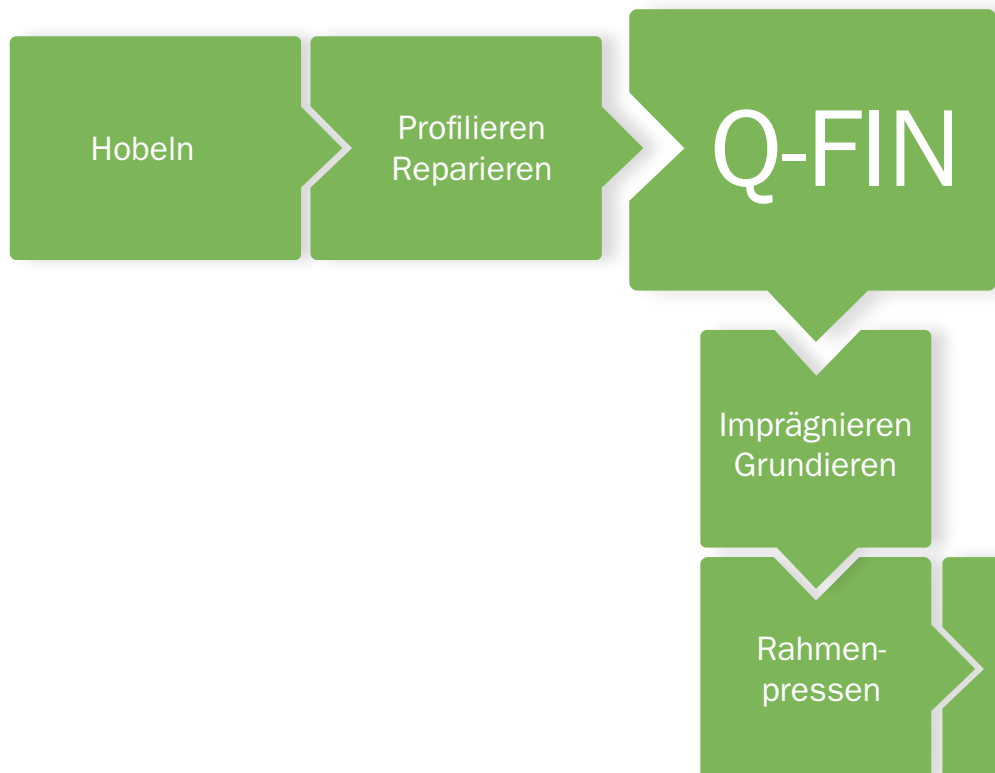 Hobeln
Profilieren
Reparieren
Q-FIN
Imprägnieren
Grundieren
Rahmen-
pressen